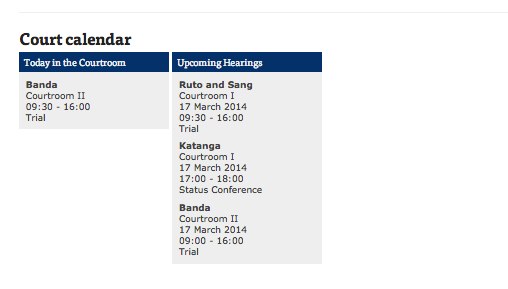 Court calendar
Today in the Courtroom
Banda
Courtroom II
09:30 - 16:00
Trial
Upcoming Hearings
Ruto and Sang
Courtroom I
17 March 2014
09:30 - 16:00
Trial
Katanga
Courtroom I
17 March 2014
17:00 - 18:00
Status Conference
Banda
Courtroom II
17 March 2014
09:00 - 16:00
Trial